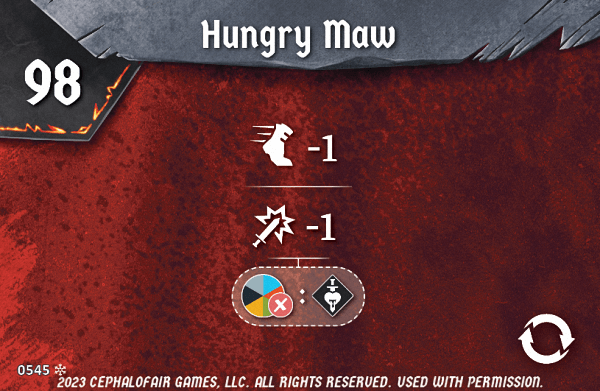 Hungry Maw
98
-1
-1
:
0545
2023 CEPHALOFAIR GAMES, LLC. ALL RIGHTS RESERVED. USED WITH PERMISSION.